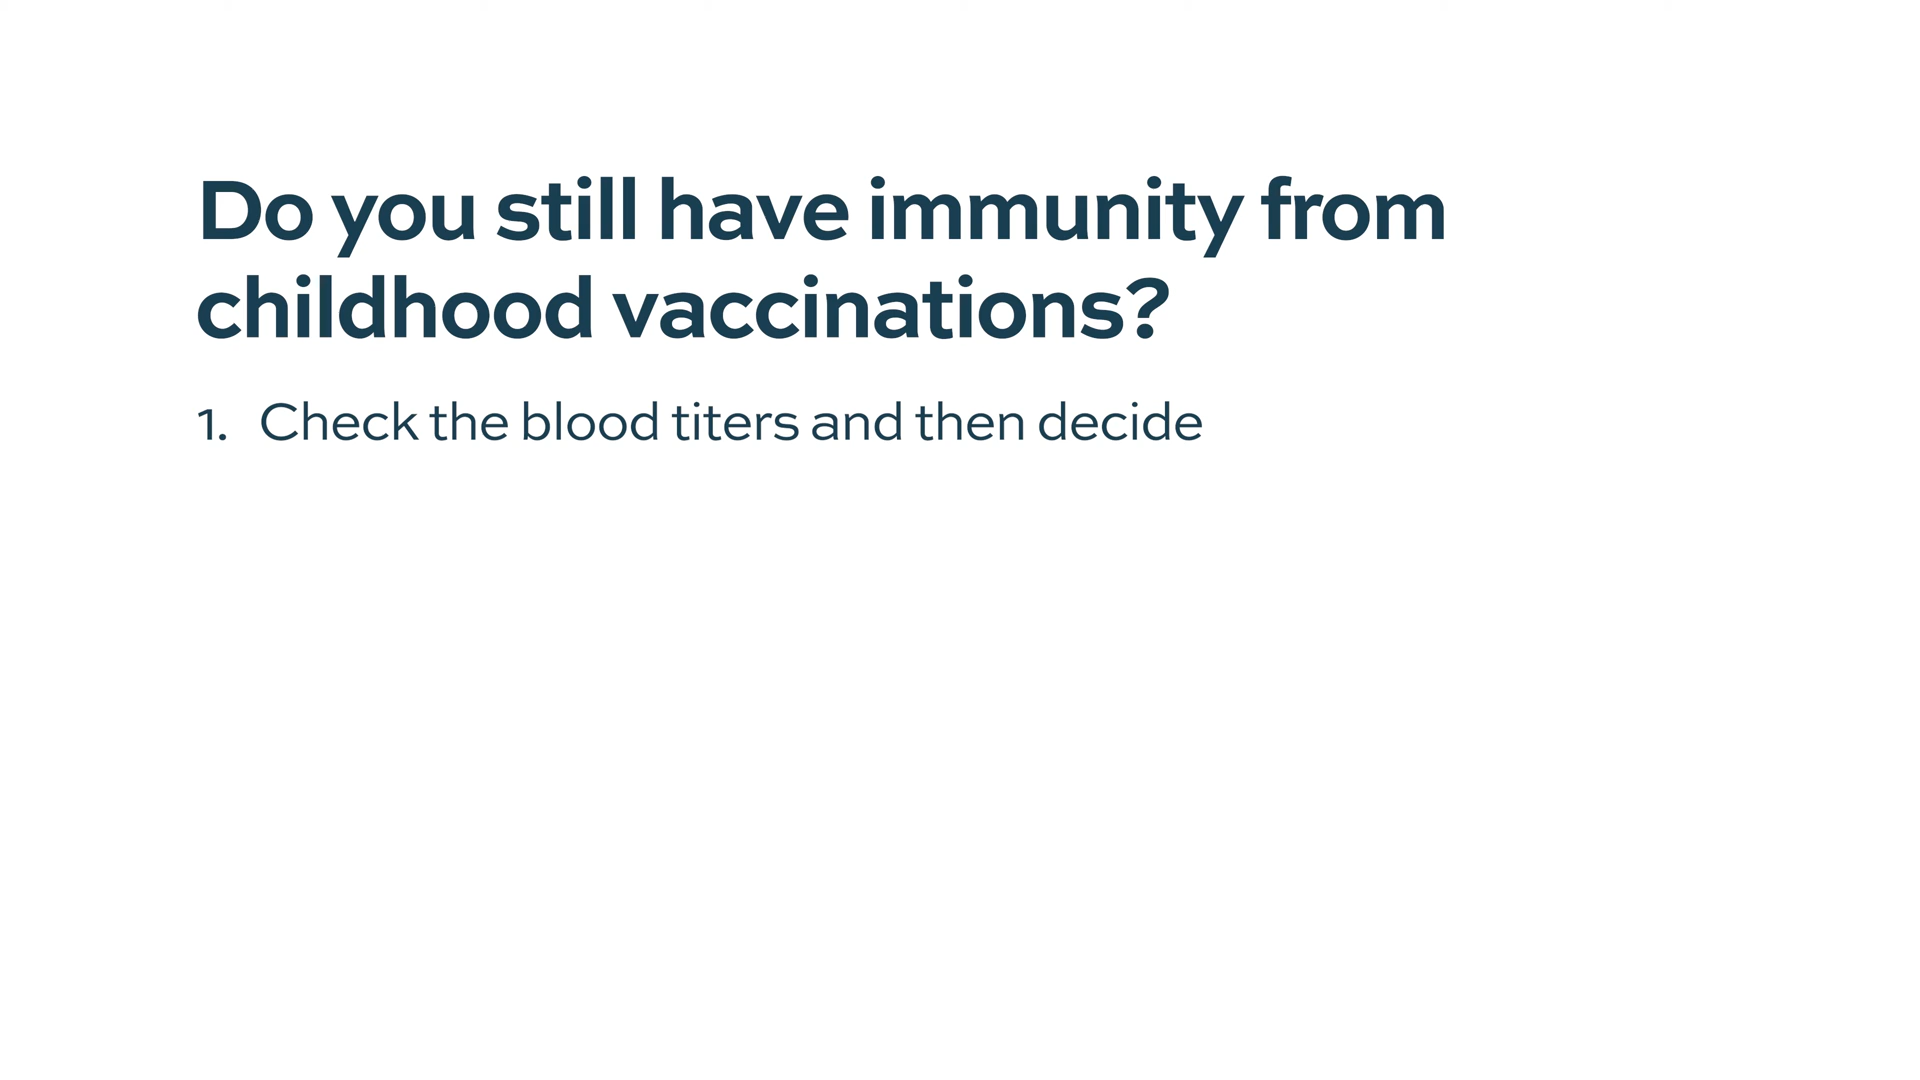 Do you still have immunity from
childhood vaccinations?
1. Check the blood titers and then decide